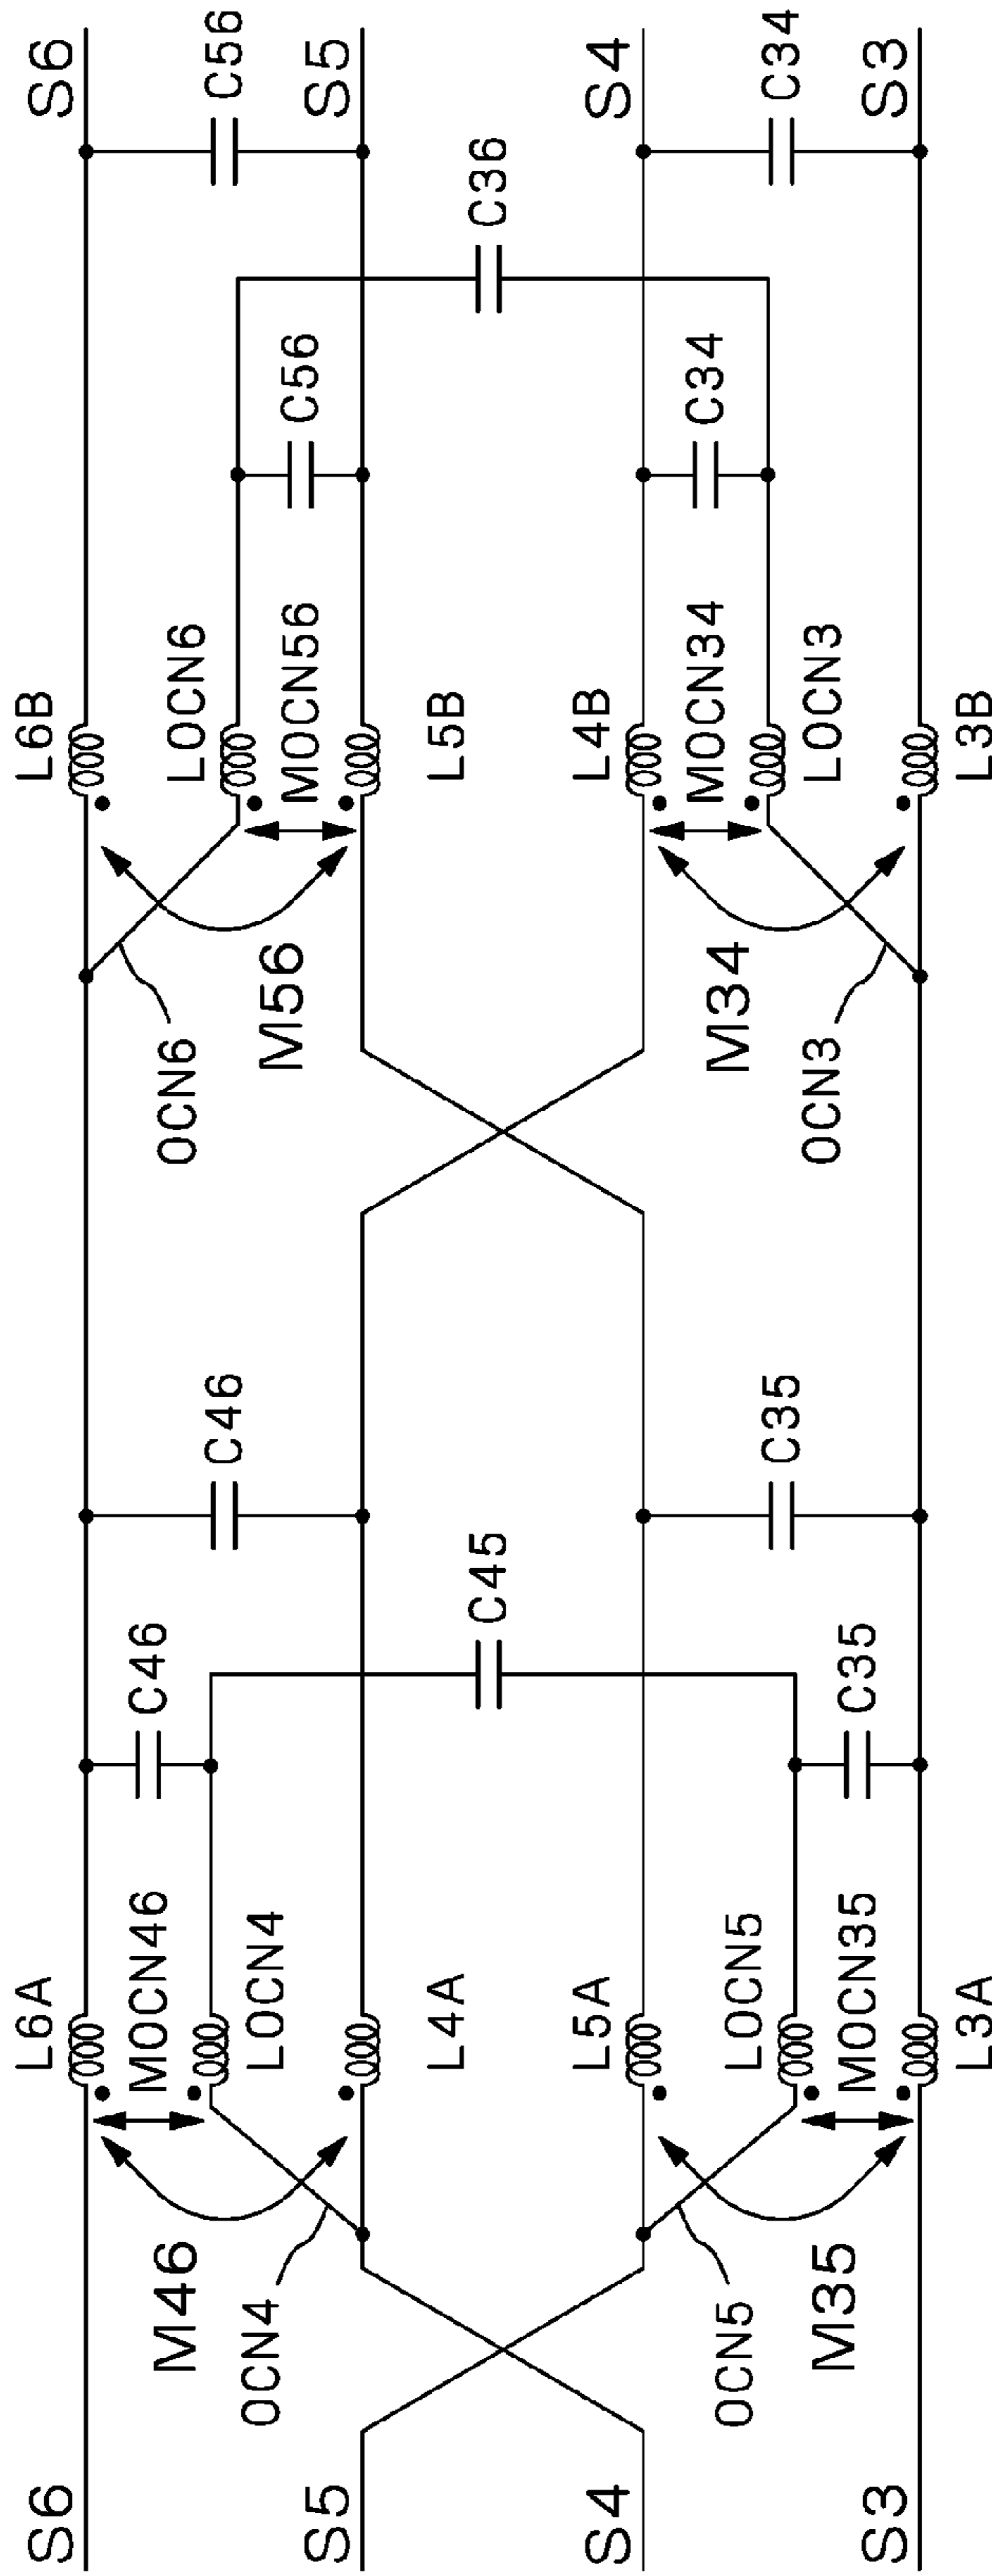 S6
C56
S5
S4
C34
S3
C36
C56
C34
L6B
LOCN6
MOCN56
L5B
L4B
MOCN34
LOCN3
L3B
M56
M34
OCN6
OCN3
C46
C35
C45
C46
C35
L6A
MOCN46
LOCN4
L4A
L5A
LOCN5
MOCN35
L3A
M46
OCN4
OCN5
M35
S6
S5
S4
S3